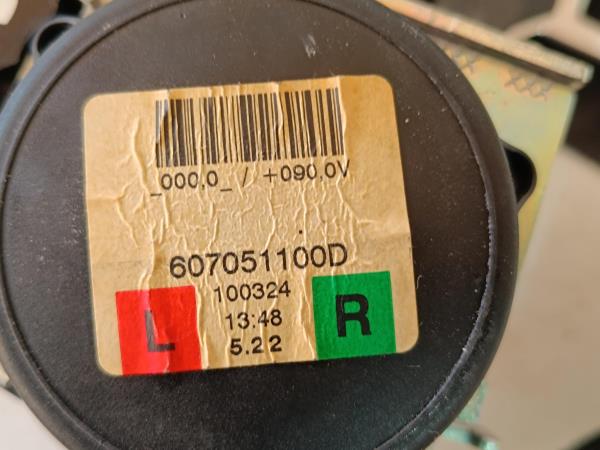 _000,0_ / +090,0V
607051100D
100324
13:48
5.22
L
R